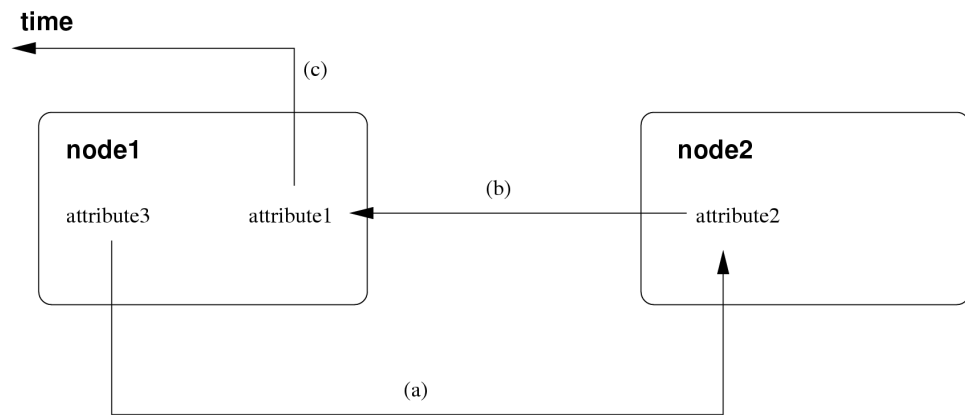 time
(c)
node1
node2
(b)
attribute3
attribute1
attribute2
(a)